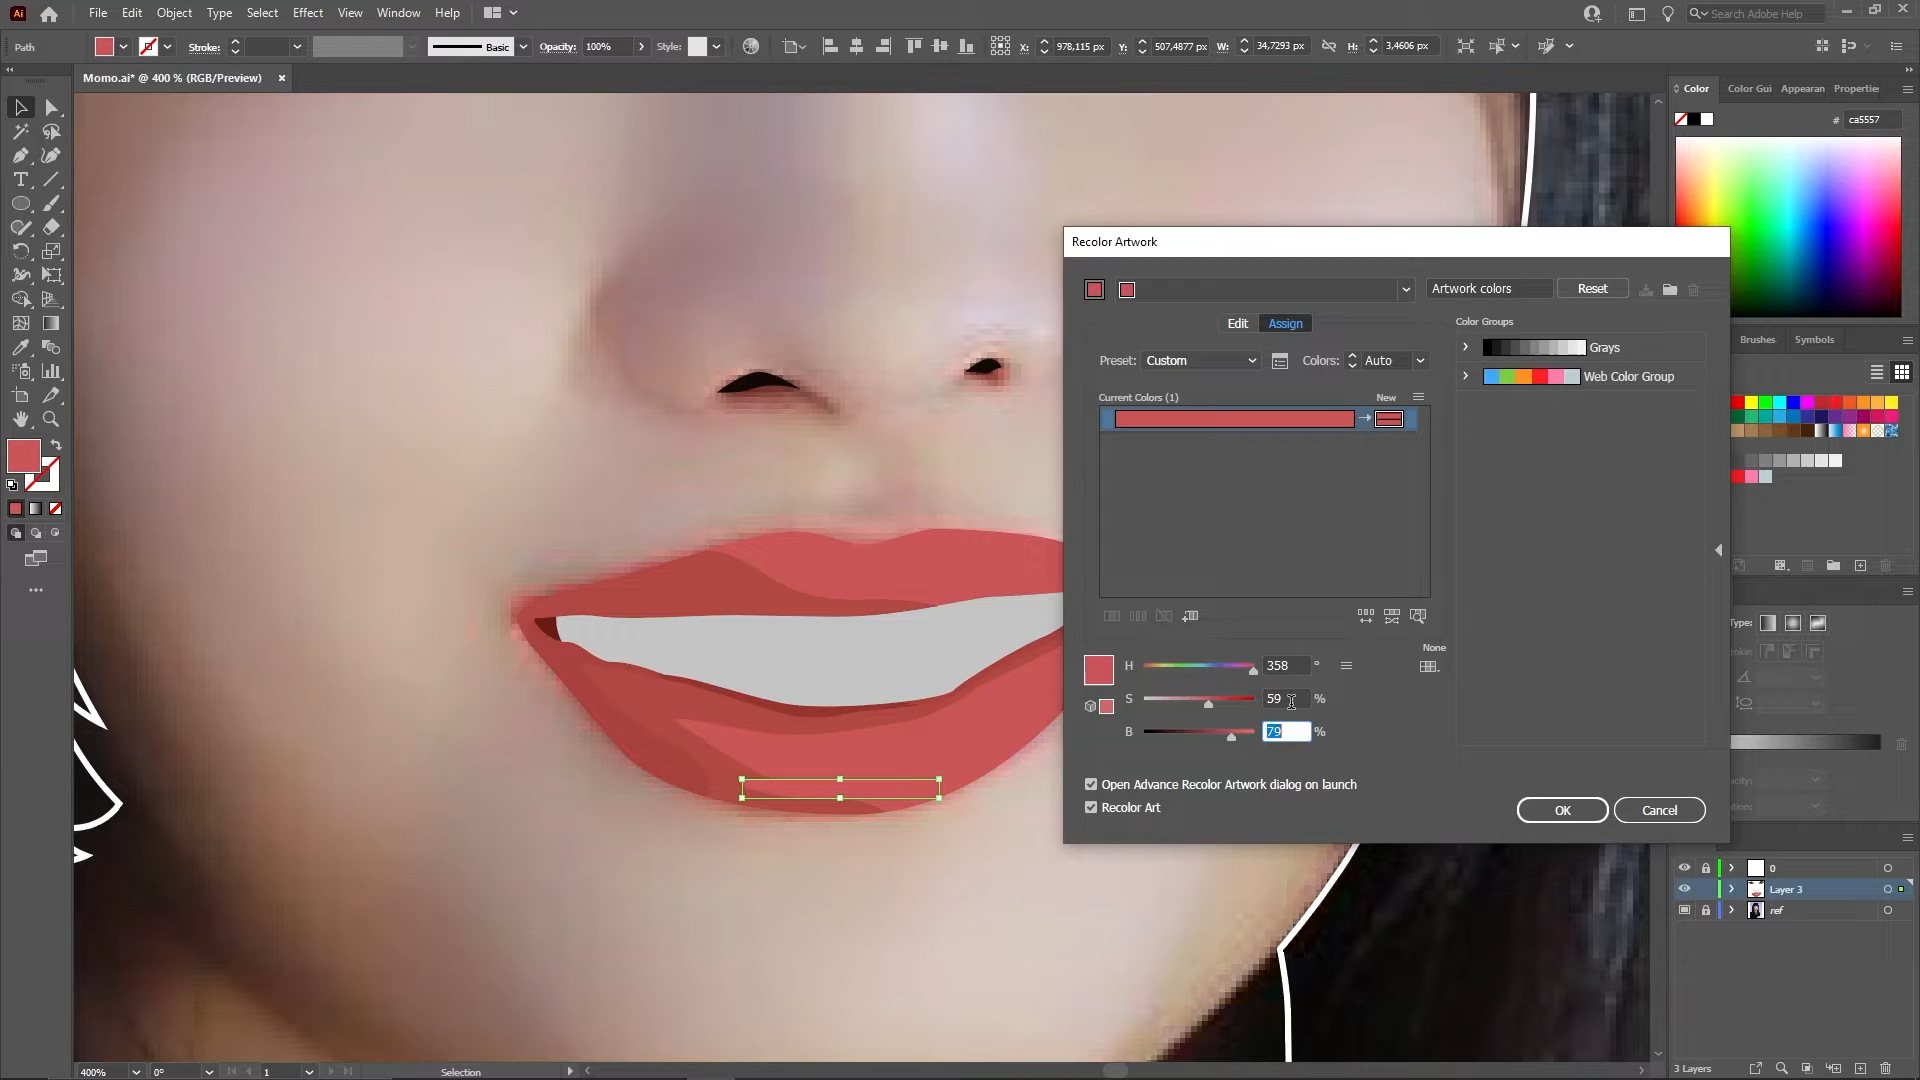 Ai File Edit Object Type Select Effect View Window Help Search Adobe Help
Path Stroke: Basic Opacity: 100% Style: X: 978,115 px Y: 507,4877 px W: 34,7293 px H: 3,4606 px
Momo.ai* @ 400 % (RGB/Preview) ×
Color Color Gui Appearan Propertie
# ca5557
Recolor Artwork
Artwork colors Reset
Edit Assign
Color Groups
Preset: Custom Colors: Auto
Grays
Web Color Group
Current Colors (1) New
Brushes Symbols
None
H 358 °
S 59 %
B 79 %
Type:
Open Advance Recolor Artwork dialog on launch
Recolor Art
OK Cancel
0
Layer 3
ref
400% 0° 1 Selection 3 Layers